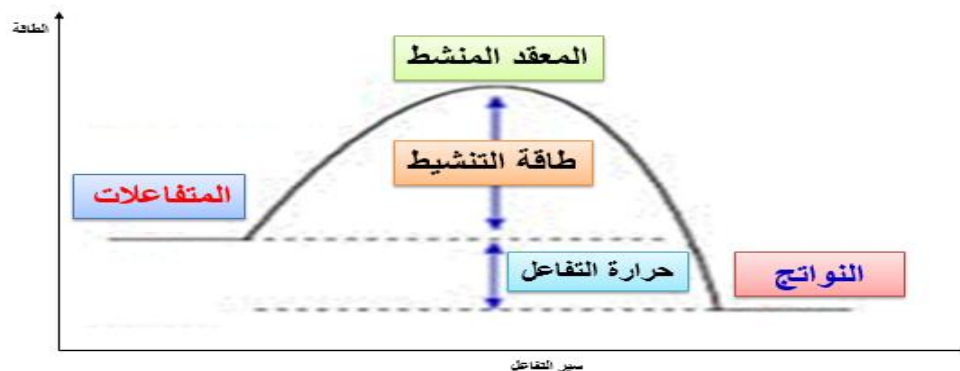 الطاقة
المعقد المنشط
طاقة التنشيط
المتفاعلات
حرارة التفاعل
النواتج
سير التفاعل